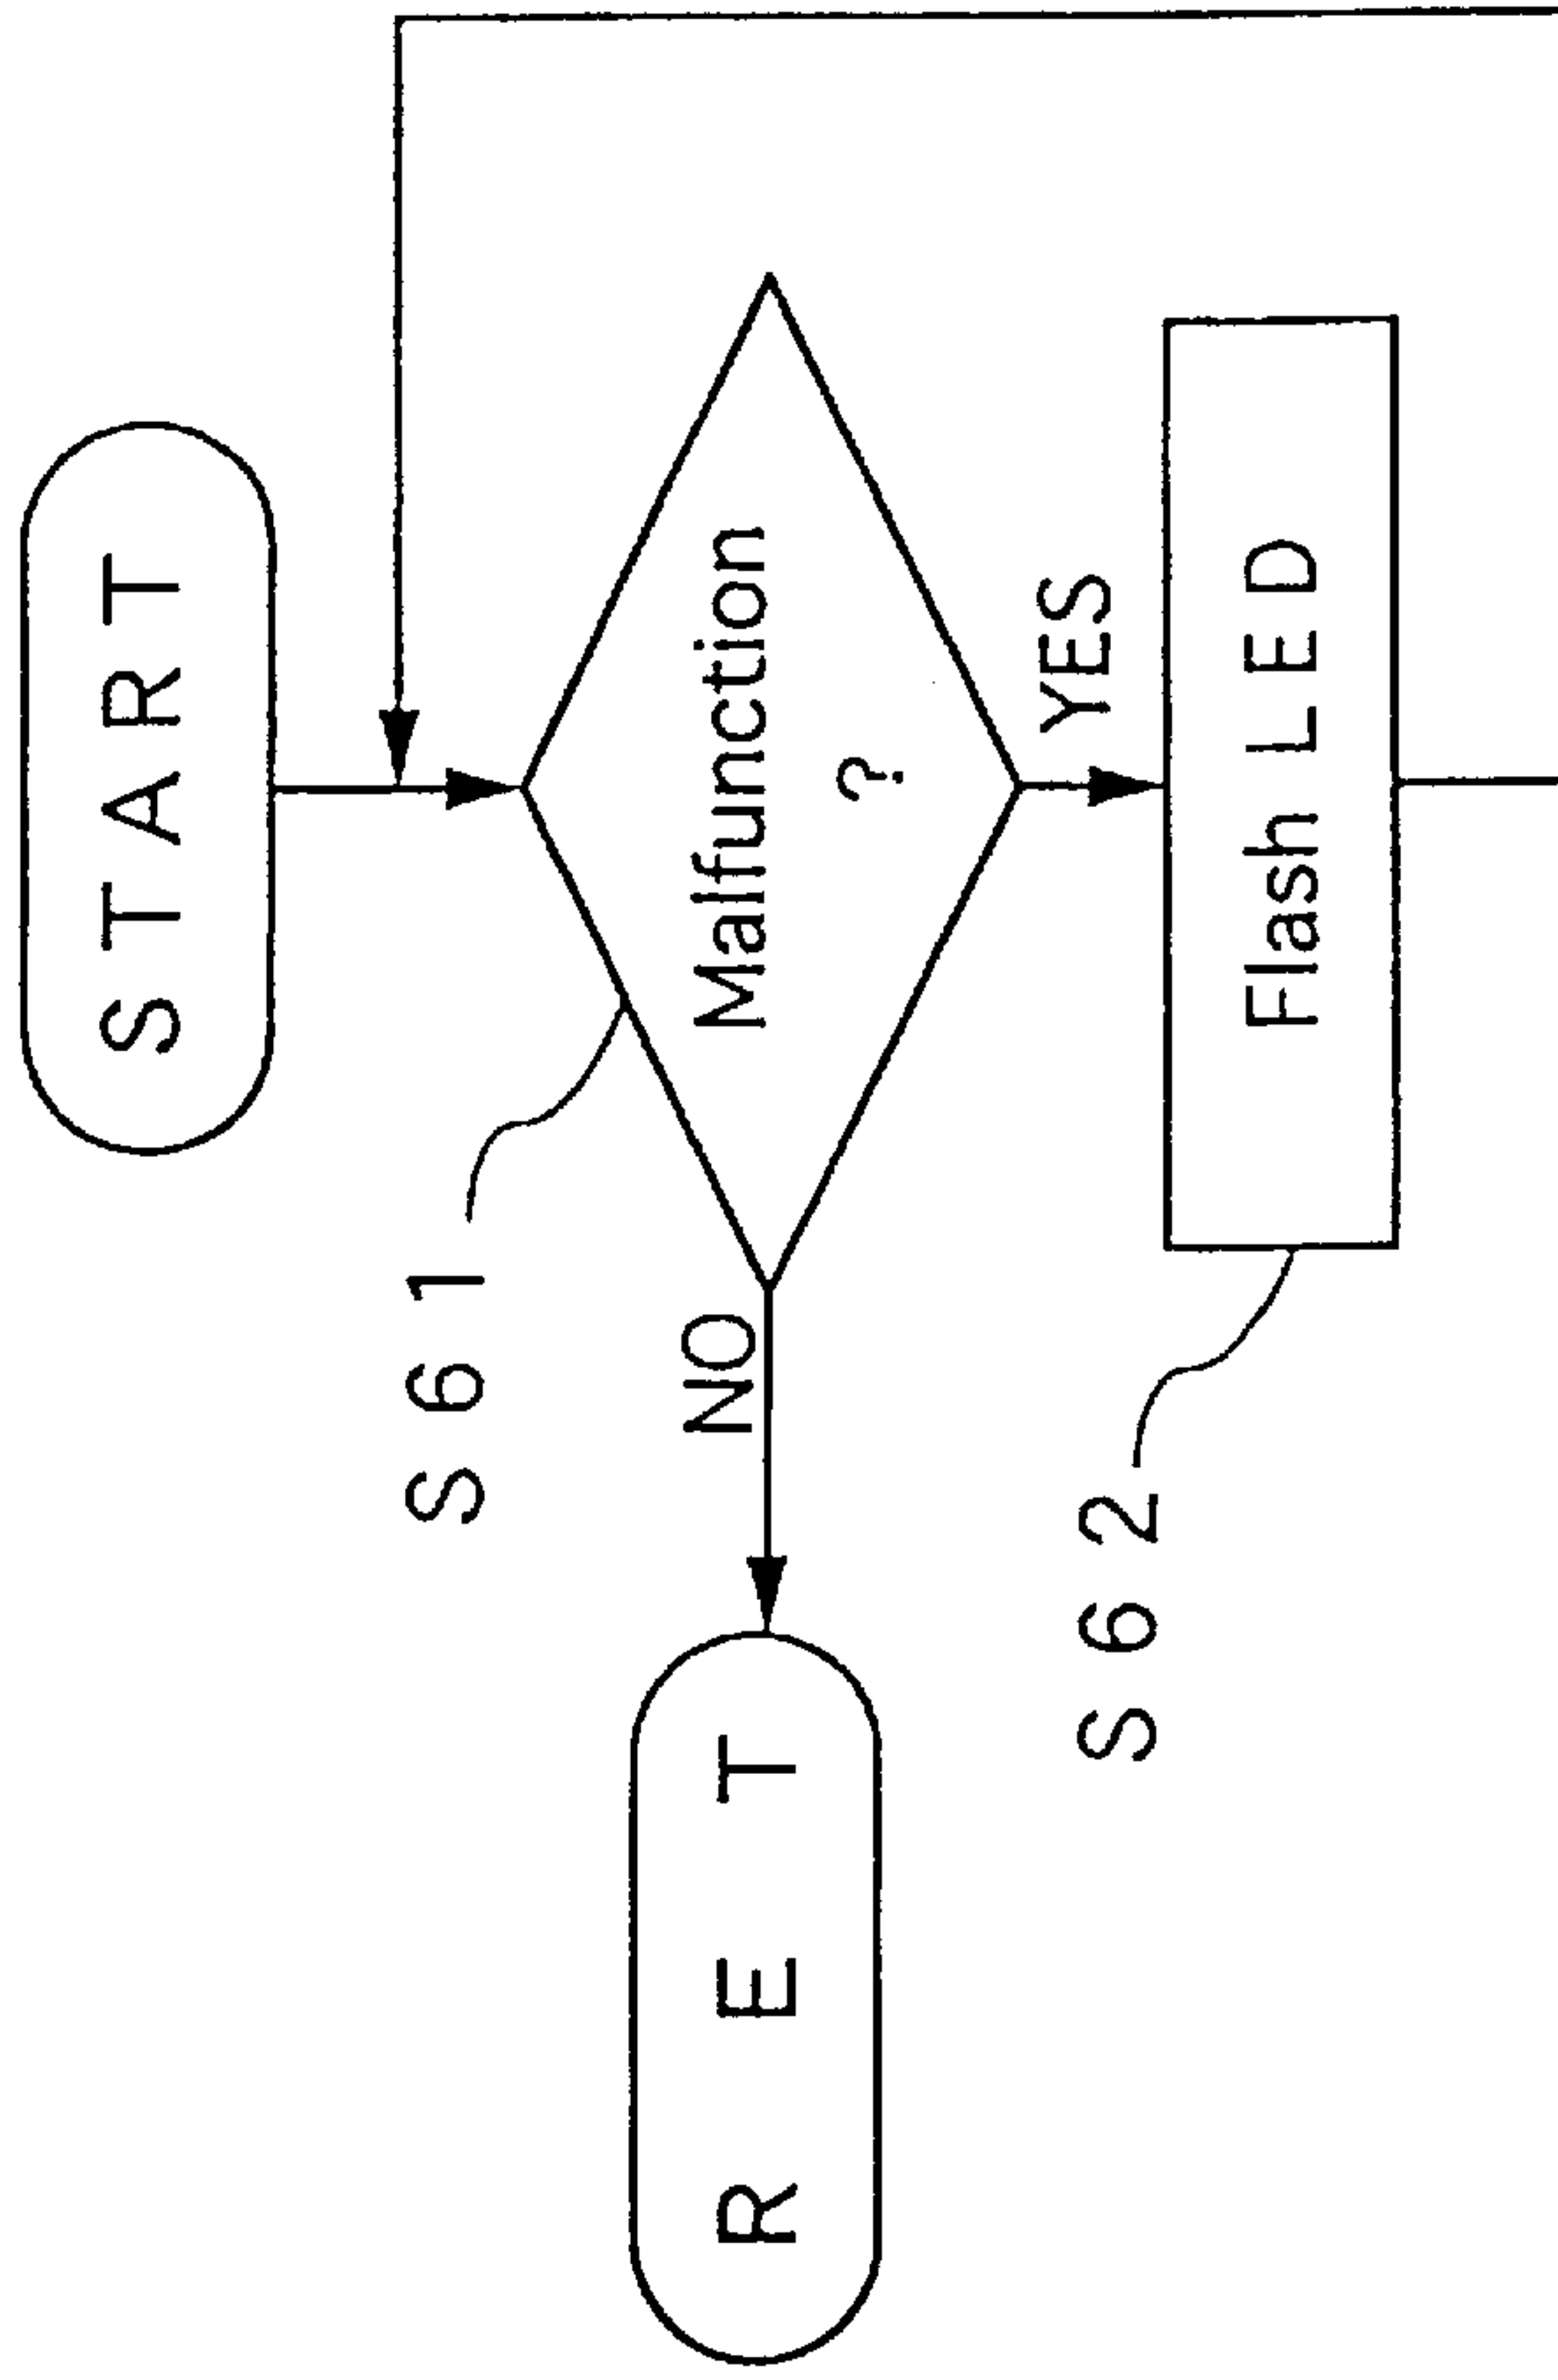 START
S61
Malfunction
?
NO
RET
YES
S62
Flash LED